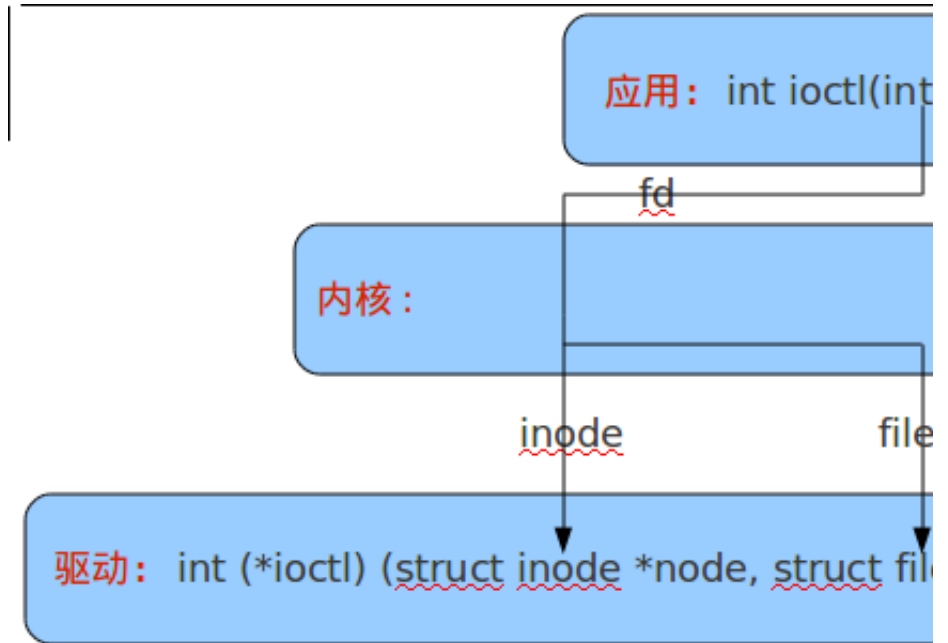 应用： int ioctl(int
fd
内核：
inode file
驱动： int (*ioctl) (struct inode *node, struct file